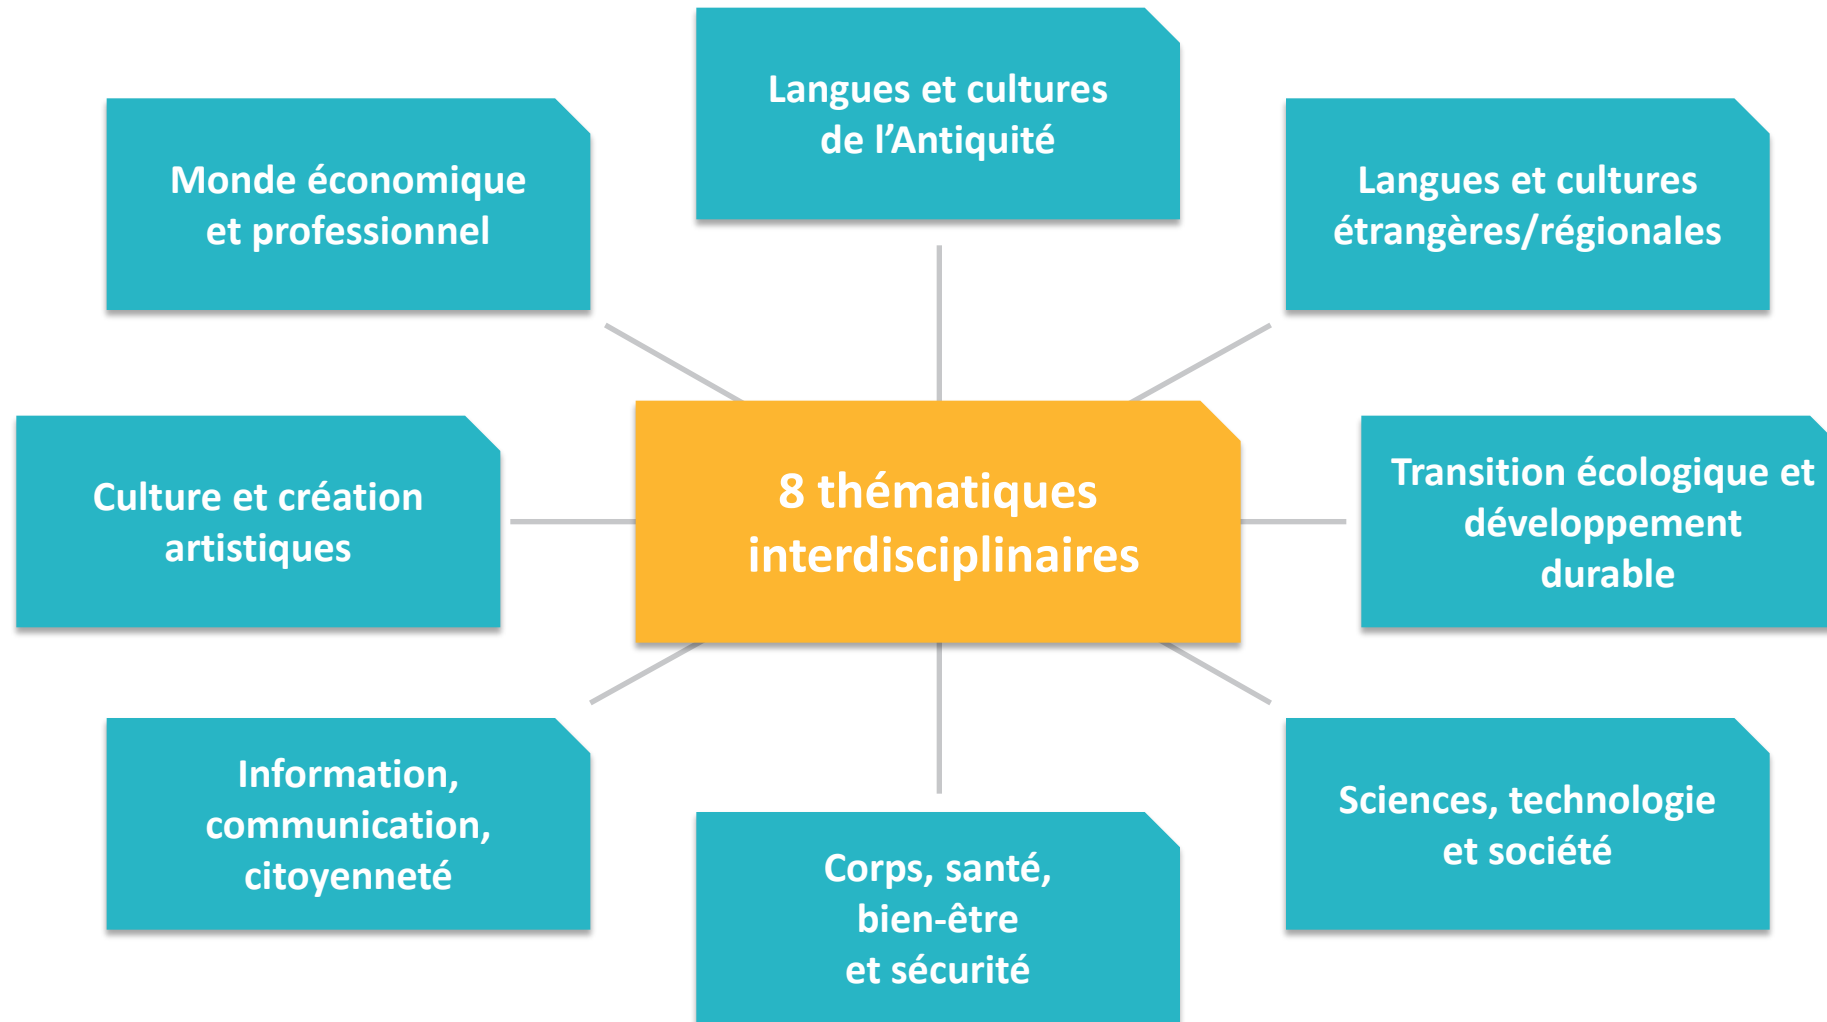 Langues et cultures
de l’Antiquité
Monde économique
et professionnel
Langues et cultures
étrangères/régionales
Culture et création
artistiques
8 thématiques
interdisciplinaires
Transition écologique et
développement
durable
Information,
communication,
citoyenneté
Corps, santé,
bien-être
et sécurité
Sciences, technologie
et société